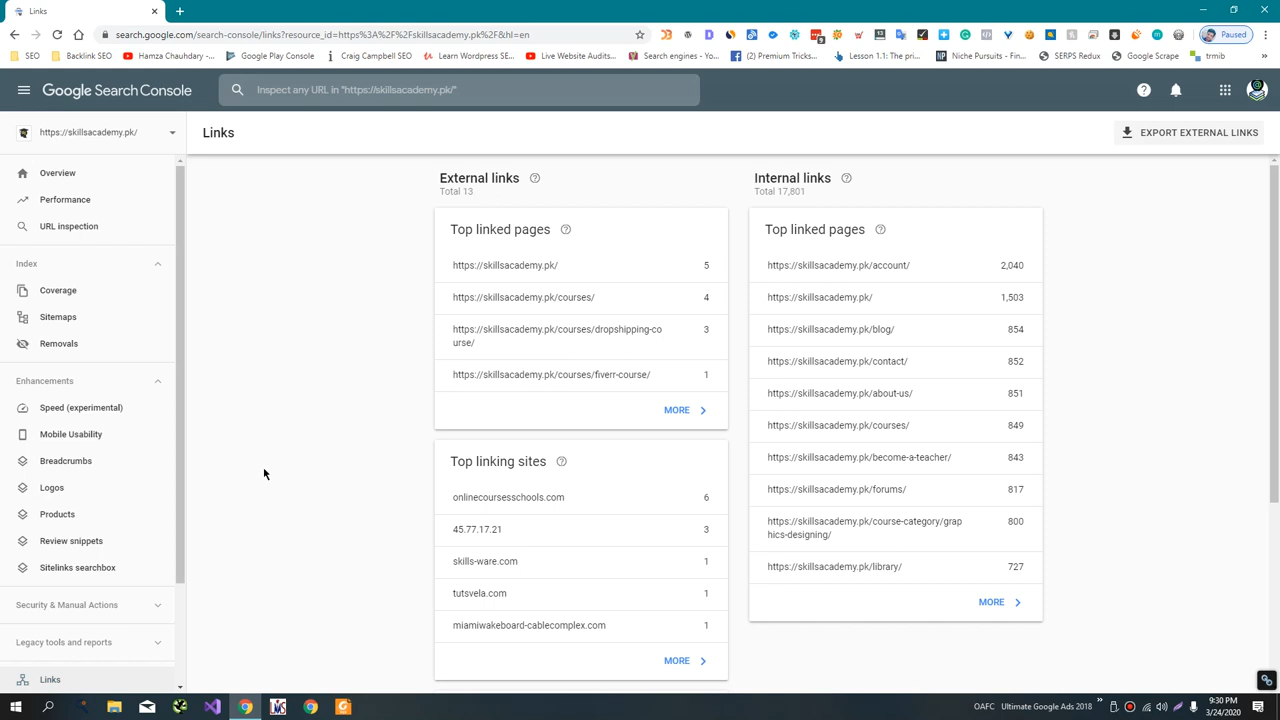 Links
search.google.com/search-console/links?resource_id=https%3A%2F%2Fskillsacademy.pk%2F&hl=en
Paused
SEO
Backlink SEO
Hamza Chauhdary -...
Google Play Console
Craig Campbell SEO
Learn Wordpress SE...
Live Website Audits...
Search engines - Yo...
(2) Premium Tricks...
Lesson 1.1: The pri...
Niche Pursuits - Fin...
SERPS Redux
Google Scrape
trmib
Google Search Console
Inspect any URL in "https://skillsacademy.pk/"
https://skillsacademy.pk/
Links
EXPORT EXTERNAL LINKS
Overview
Performance
URL inspection
Index
Coverage
Sitemaps
Removals
Enhancements
Speed (experimental)
Mobile Usability
Breadcrumbs
Logos
Products
Review snippets
Sitelinks searchbox
Security & Manual Actions
Legacy tools and reports
Links
External links
Total 13
Top linked pages
https://skillsacademy.pk/ 5
https://skillsacademy.pk/courses/ 4
https://skillsacademy.pk/courses/dropshipping-co 3
urse/
https://skillsacademy.pk/courses/fiverr-course/ 1
MORE
Top linking sites
onlinecoursesschools.com 6
45.77.17.21 3
skills-ware.com 1
tutsvela.com 1
miamiwakeboard-cablecomplex.com 1
MORE
Internal links
Total 17,801
Top linked pages
https://skillsacademy.pk/account/ 2,040
https://skillsacademy.pk/ 1,503
https://skillsacademy.pk/blog/ 854
https://skillsacademy.pk/contact/ 852
https://skillsacademy.pk/about-us/ 851
https://skillsacademy.pk/courses/ 849
https://skillsacademy.pk/become-a-teacher/ 843
https://skillsacademy.pk/forums/ 817
https://skillsacademy.pk/course-category/grap 800
hics-designing/
https://skillsacademy.pk/library/ 727
MORE
OAFC
Ultimate Google Ads 2018
9:30 PM
3/24/2020